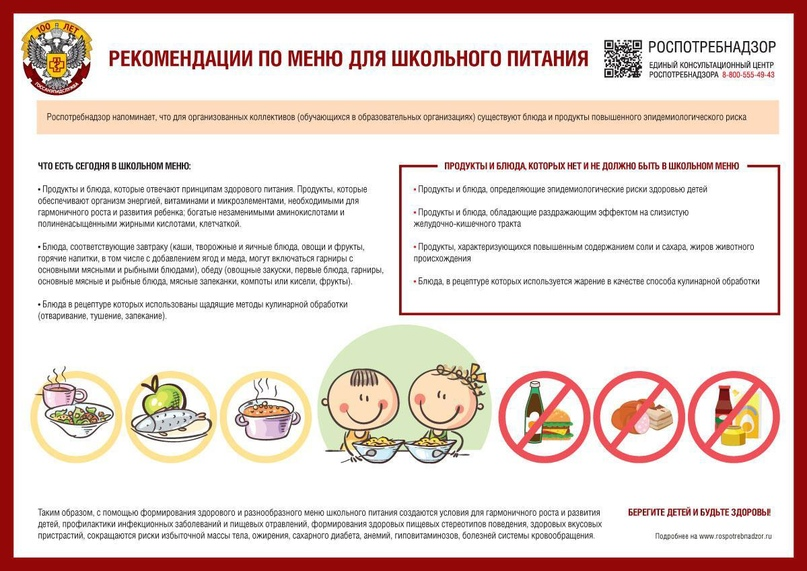 100 ЛЕТ
ГОССАНЭПИДСЛУЖБА
РЕКОМЕНДАЦИИ ПО МЕНЮ ДЛЯ ШКОЛЬНОГО ПИТАНИЯ
РОСПОТРЕБНАДЗОР
ЕДИНЫЙ КОНСУЛЬТАЦИОННЫЙ ЦЕНТР
РОСПОТРЕБНАДЗОРА 8-800-555-49-43
Роспотребнадзор напоминает, что для организованных коллективов (обучающихся в образовательных организациях) существуют блюда и продукты повышенного эпидемиологического риска
ЧТО ЕСТЬ СЕГОДНЯ В ШКОЛЬНОМ МЕНЮ:
• Продукты и блюда, которые отвечают принципам здорового питания. Продукты, которые
обеспечивают организм энергией, витаминами и микроэлементами, необходимыми для
гармоничного роста и развития ребенка; богатые незаменимыми аминокислотами и
полиненасыщенными жирными кислотами, клетчаткой.
• Блюда, соответствующие завтраку (каши, творожные и яичные блюда, овощи и фрукты,
горячие напитки, в том числе с добавлением ягод и меда, могут включаться гарниры с
основными мясными и рыбными блюдами), обеду (овощные закуски, первые блюда, гарниры,
основные мясные и рыбные блюда, мясные запеканки, компоты или кисели, фрукты).
• Блюда в рецептуре которых использованы щадящие методы кулинарной обработки
(отваривание, тушение, запекание).
ПРОДУКТЫ И БЛЮДА, КОТОРЫХ НЕТ И НЕ ДОЛЖНО БЫТЬ В ШКОЛЬНОМ МЕНЮ
• Продукты и блюда, определяющие эпидемиологические риски здоровью детей
• Продукты и блюда, обладающие раздражающим эффектом на слизистую
желудочно-кишечного тракта
• Продукты, характеризующихся повышенным содержанием соли и сахара, жиров животного
происхождения
• Блюда, в рецептуре которых используется жарение в качестве способа кулинарной обработки
Таким образом, с помощью формирования здорового и разнообразного меню школьного питания создаются условия для гармоничного роста и развития
детей, профилактики инфекционных заболеваний и пищевых отравлений, формирования здоровых пищевых стереотипов поведения, здоровых вкусовых
пристрастий, сокращаются риски избыточной массы тела, ожирения, сахарного диабета, анемий, гиповитаминозов, болезней системы кровообращения.
БЕРЕГИТЕ ДЕТЕЙ И БУДЬТЕ ЗДОРОВЫ!
Подробнее на www.rospotrebnadzor.ru